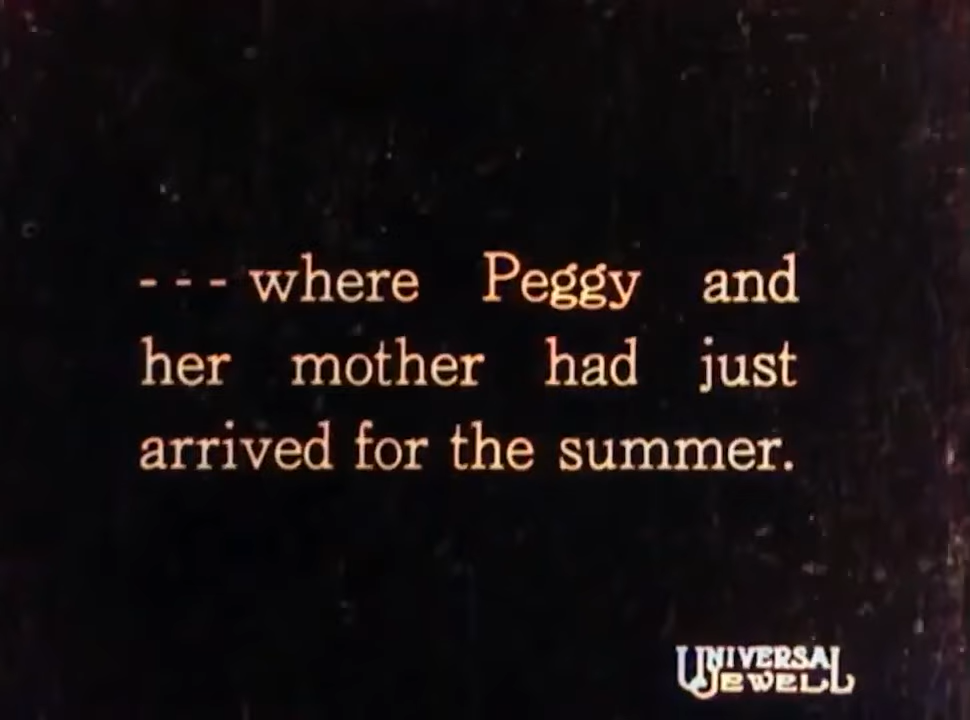 - - - where Peggy and
her mother had just
arrived for the summer.
UNIVERSAL
JEWEL